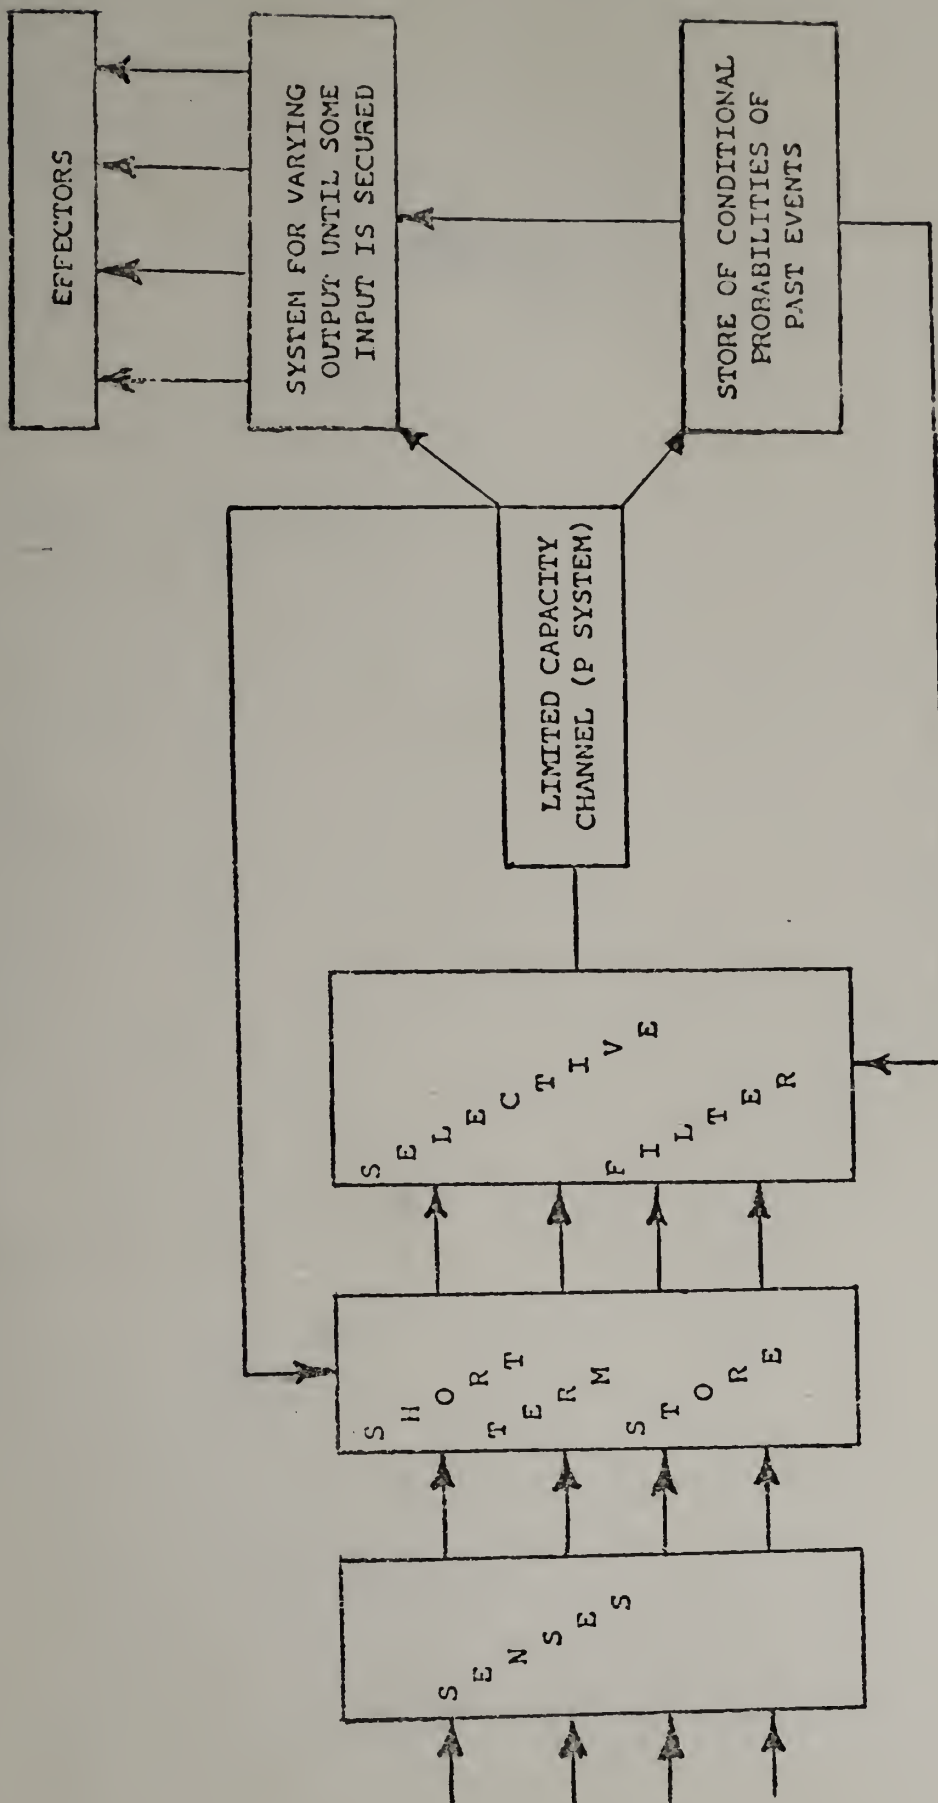 EFFECTORS
SYSTEM FOR VARYING
OUTPUT UNTIL SOME
INPUT IS SECURED
STORE OF CONDITIONAL
PROBABILITIES OF
PAST EVENTS
LIMITED CAPACITY
CHANNEL (P SYSTEM)
SELECTIVE
FILTER
SHORT
TERM
STORE
SENSES